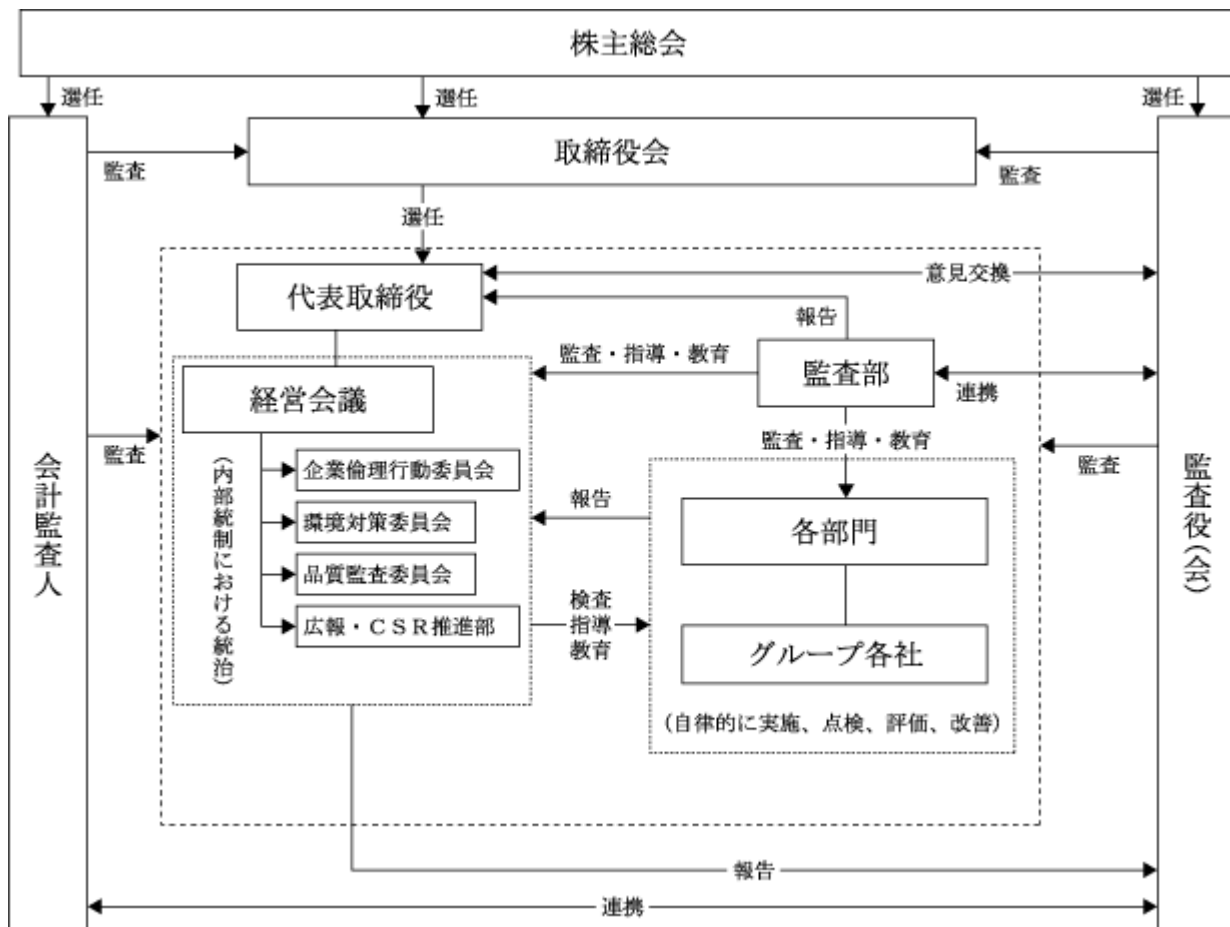 株主総会
選任
選任
選任
取締役会
監査
監査
選任
代表取締役
意見交換
報告
監査・指導・教育
監査部
連携
経営会議
監査・指導・教育
監査
監査
会計監査人
監査役(会)
(内部統制における統治)
企業倫理行動委員会
環境対策委員会
品質監査委員会
広報・CSR推進部
報告
各部門
検査
指導
教育
グループ各社
(自律的に実施、点検、評価、改善)
報告
連携